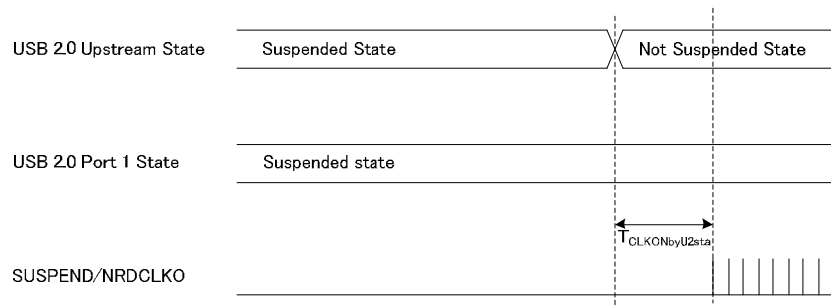 USB 2.0 Upstream State
Suspended State
Not Suspended State
USB 2.0 Port 1 State
Suspended state
TCLKONbyU2sta
SUSPEND/NRDCLKO